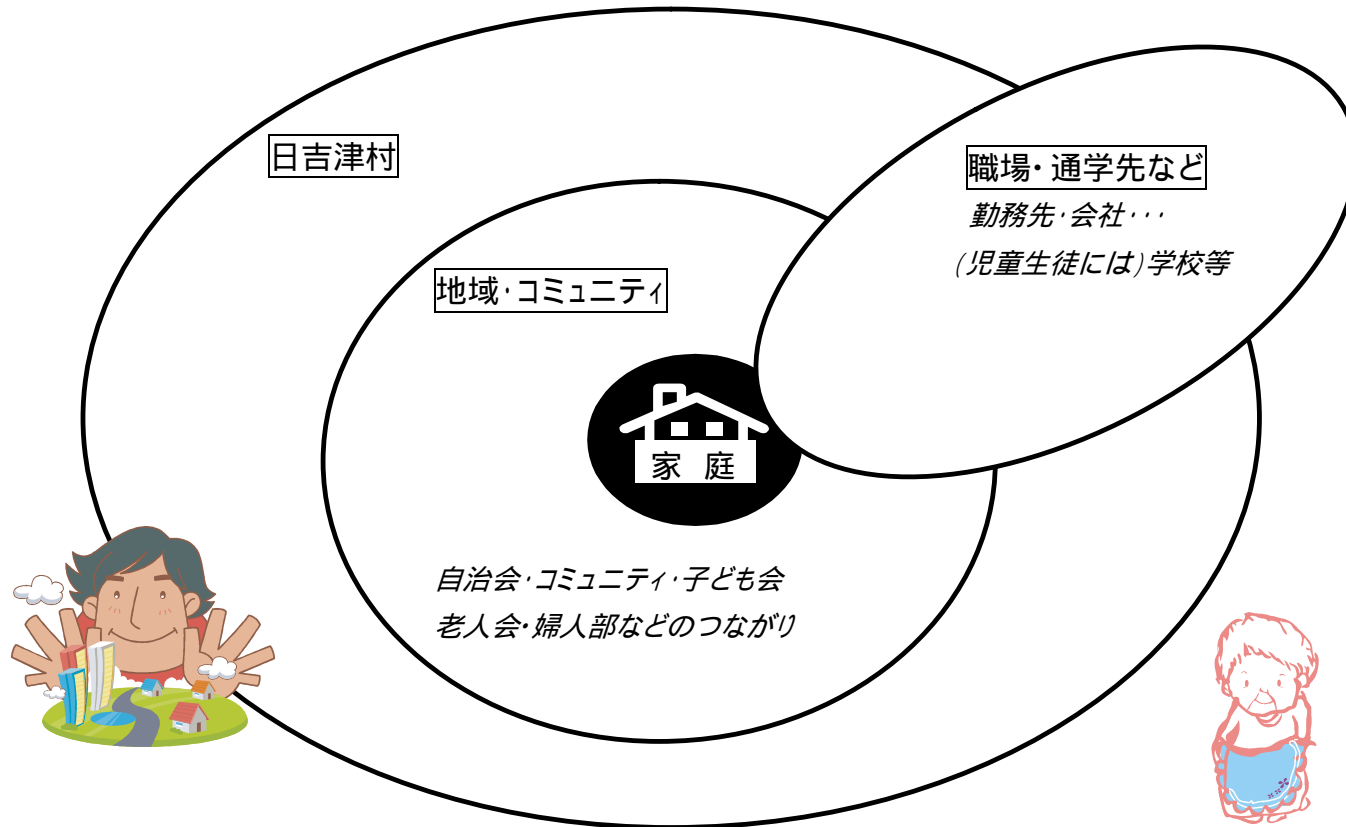 日吉津村
職場・通学先など
勤務先・会社・・・
(児童生徒には)学校等
地域・コミュニティ
家 庭
自治会・コミュニティ・子ども会
老人会・婦人部などのつながり